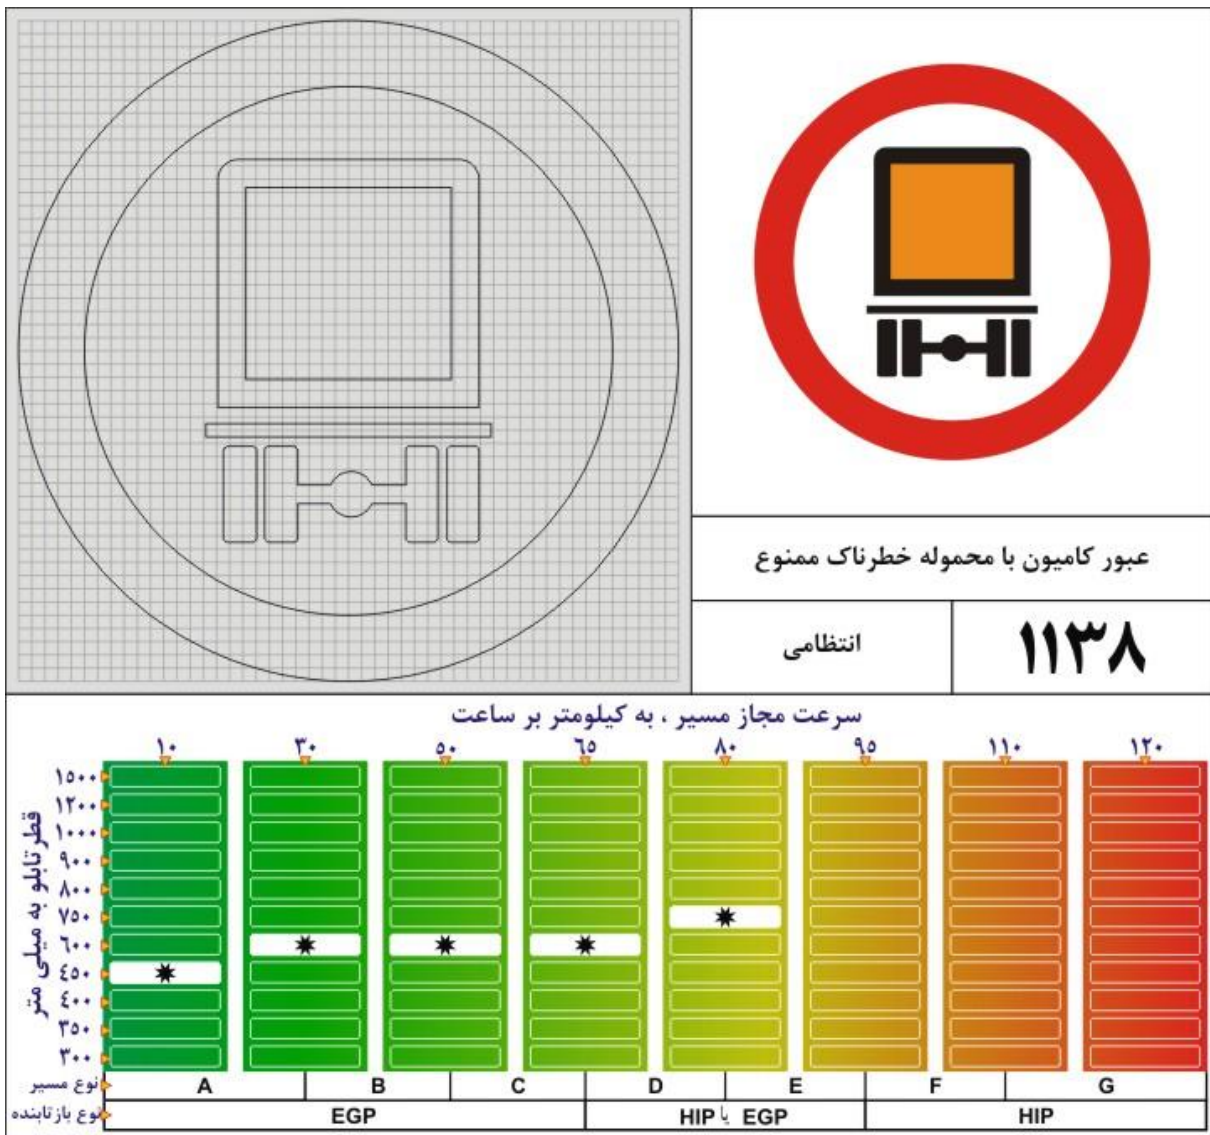 عبور کامیون با محموله خطرناک ممنوع
۱۱۳۸
انتظامی
سرعت مجاز مسیر ، به کیلومتر بر ساعت
۱۰ ۳۰ ۵۰ ۶۵ ۸۰ ۹۵ ۱۱۰ ۱۲۰
قطر تابلو به میلی متر
۱۵۰۰
۱۲۰۰
۱۰۰۰
۹۰۰
۸۰۰
۷۵۰
۶۰۰
۴۵۰
۴۰۰
۳۵۰
۳۰۰
نوع مسیر A B C D E F G
نوع بازتابنده EGP HIP یا EGP HIP